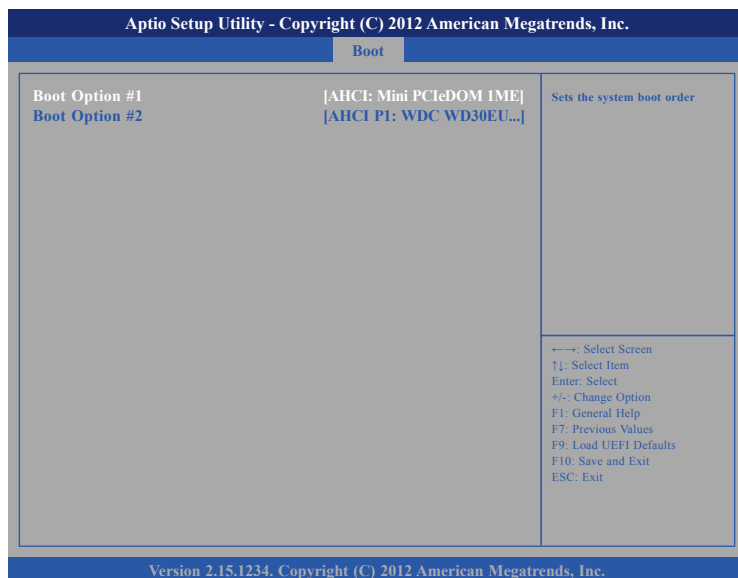 Aptio Setup Utility - Copyright (C) 2012 American Megatrends, Inc.
Boot
Boot Option #1 [AHCI: Mini PCIeDOM 1ME]
Boot Option #2 [AHCI P1: WDC WD30EU...]
Sets the system boot order
←→: Select Screen
↑↓: Select Item
Enter: Select
+/-: Change Option
F1: General Help
F7: Previous Values
F9: Load UEFI Defaults
F10: Save and Exit
ESC: Exit
Version 2.15.1234. Copyright (C) 2012 American Megatrends, Inc.